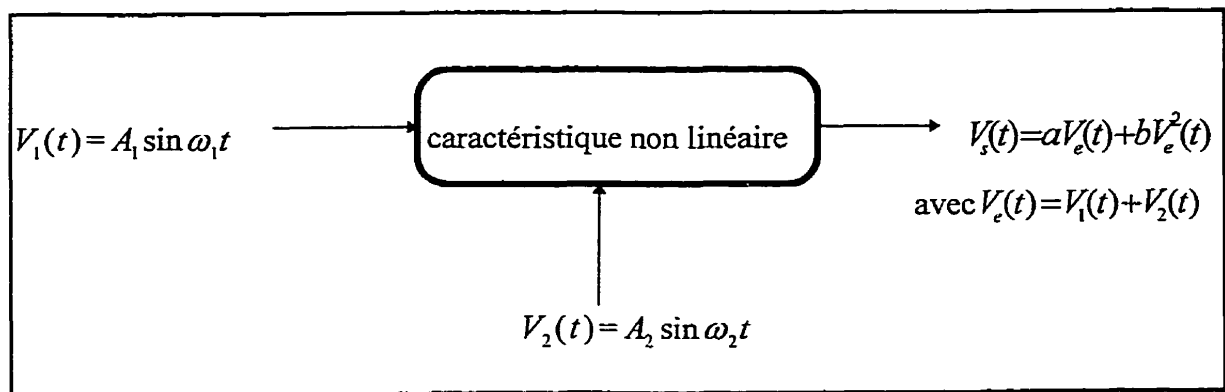 V₁(t) = A₁ sin ω₁t
caractéristique non linéaire
Vₛ(t)=aVₑ(t)+bVₑ²(t)
avec Vₑ(t)=V₁(t)+V₂(t)
V₂(t) = A₂ sin ω₂t